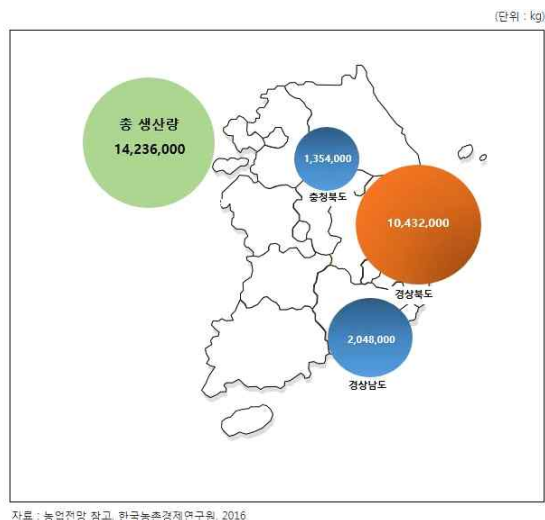 (단위 : kg)
총 생산량
14,236,000
1,354,000
충청북도
10,432,000
경상북도
2,048,000
경상남도
자료 : 농업전망 참고, 한국농촌경제연구원, 2016